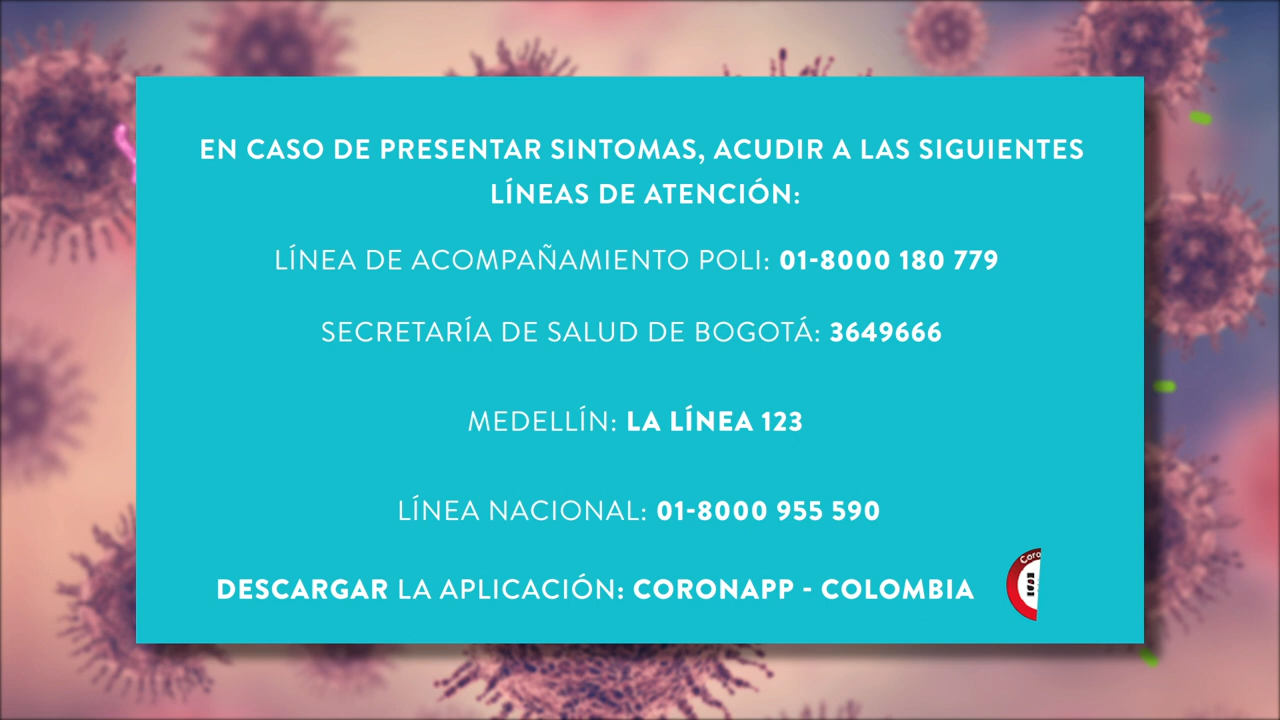 EN CASO DE PRESENTAR SINTOMAS, ACUDIR A LAS SIGUIENTES
LÍNEAS DE ATENCIÓN:
LÍNEA DE ACOMPAÑAMIENTO POLI: 01-8000 180 779
SECRETARÍA DE SALUD DE BOGOTÁ: 3649666
MEDELLÍN: LA LÍNEA 123
LÍNEA NACIONAL: 01-8000 955 590
DESCARGAR LA APLICACIÓN: CORONAPP - COLOMBIA